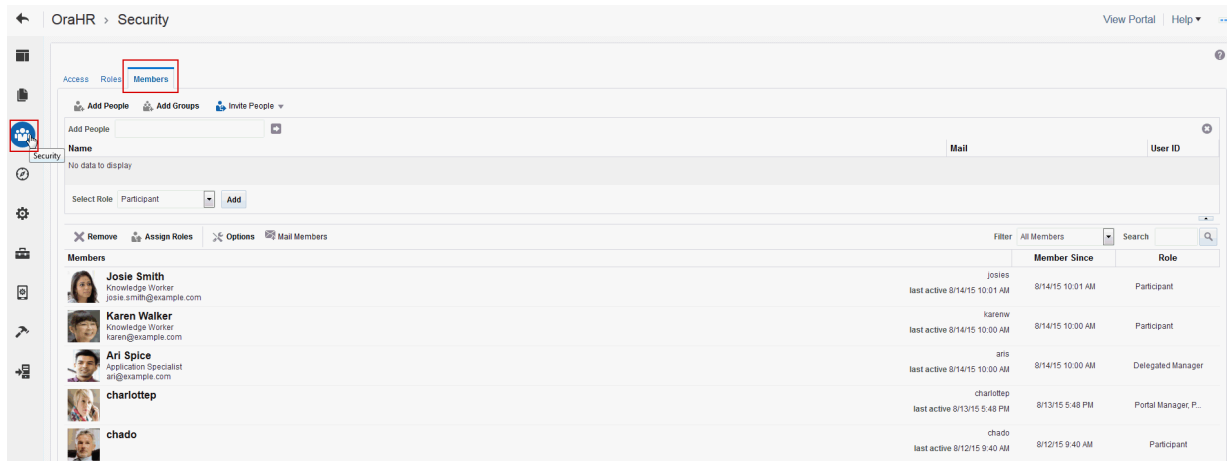 OraHR > Security
View Portal Help
Access Roles Members
Add People Add Groups Invite People
Add People
Security
Name Mail User ID
No data to display
Select Role Participant Add
Remove Assign Roles Options Mail Members Filter All Members Search
Members Member Since Role
Josie Smith josies
Knowledge Worker last active 8/14/15 10:01 AM 8/14/15 10:01 AM Participant
josie.smith@example.com
Karen Walker karenw
Knowledge Worker last active 8/14/15 10:00 AM 8/14/15 10:00 AM Participant
karen@example.com
Ari Spice aris
Application Specialist last active 8/14/15 10:00 AM 8/14/15 10:00 AM Delegated Manager
ari@example.com
charlottep charlottep
last active 8/13/15 5:48 PM 8/13/15 5:48 PM Portal Manager, P...
chado chado
last active 8/12/15 9:40 AM 8/12/15 9:40 AM Participant